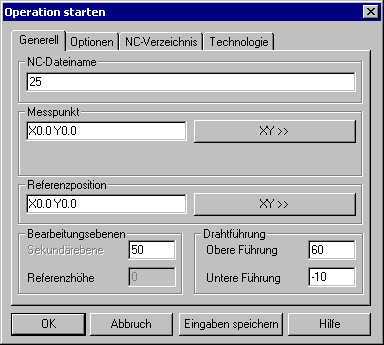 Operation starten
Generell Optionen NC-Verzeichnis Technologie
NC-Dateiname
25
Messpunkt
X0.0 Y0.0 XY >>
Referenzposition
X0.0 Y0.0 XY >>
Bearbeitungsebenen Drahtführung
Sekundärebene 50 Obere Führung 60
Referenzhöhe 0 Untere Führung -10
OK Abbruch Eingaben speichern Hilfe